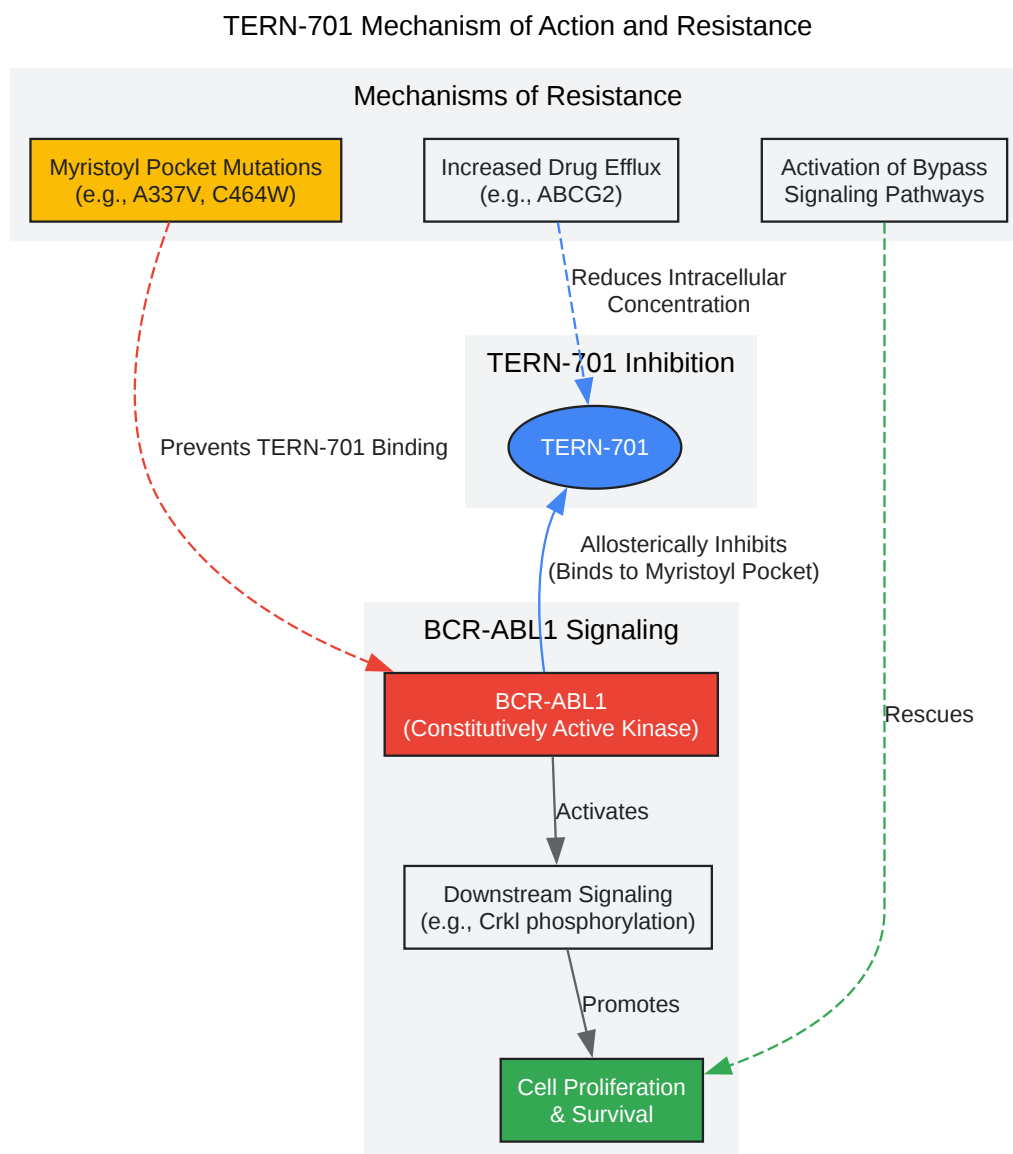 TERN-701 Mechanism of Action and Resistance
Mechanisms of Resistance
Myristoyl Pocket Mutations
(e.g., A337V, C464W)
Increased Drug Efflux
(e.g., ABCG2)
Activation of Bypass
Signaling Pathways
Reduces Intracellular
Concentration
TERN-701 Inhibition
TERN-701
Prevents TERN-701 Binding
Allosterically Inhibits
(Binds to Myristoyl Pocket)
BCR-ABL1 Signaling
BCR-ABL1
(Constitutively Active Kinase)
Rescues
Activates
Downstream Signaling
(e.g., Crkl phosphorylation)
Promotes
Cell Proliferation
& Survival